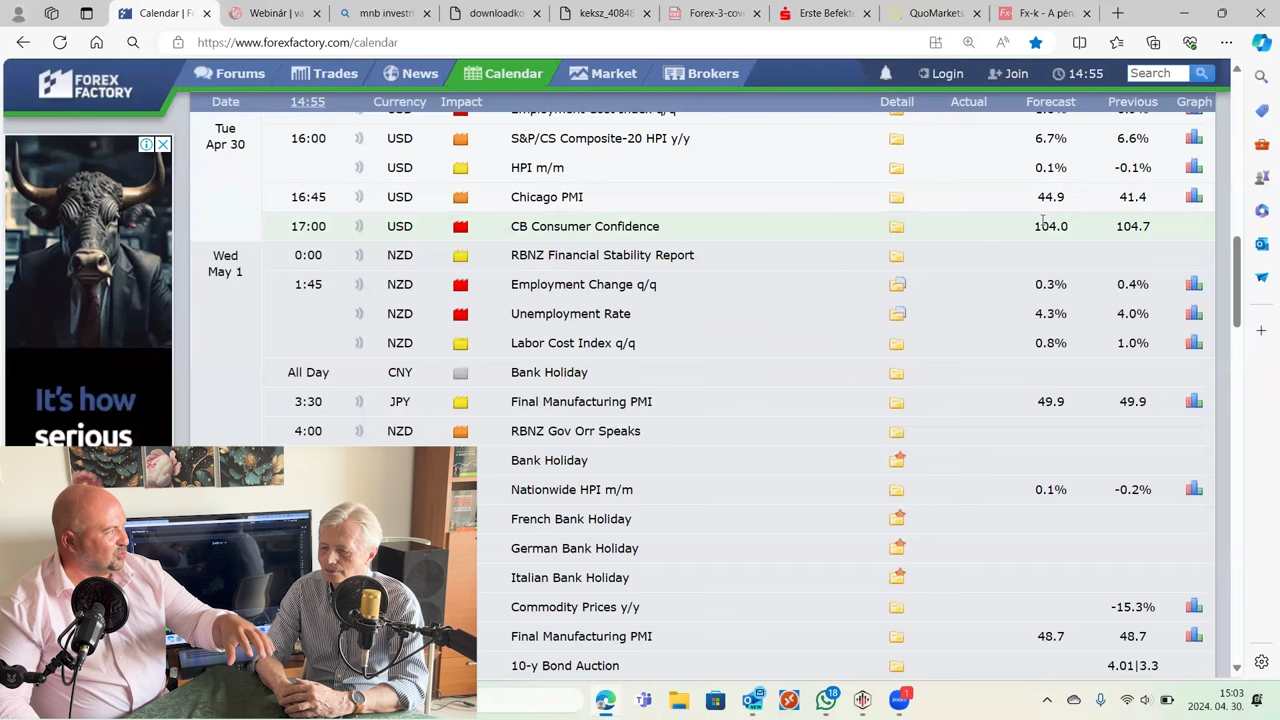 Calendar | Fo
Webinár | va
mnb investm
downloadko
keksz_40848
Forex-3-cove
Erste Befekte
QuoMarkets
Fx-k - A pén
https://www.forexfactory.com/calendar
FOREX
FACTORY
Forums
Trades
News
Calendar
Market
Brokers
Login
Join
14:55
Search
Date 14:55 Currency Impact Detail Actual Forecast Previous Graph
Tue
Apr 30
16:00 USD S&P/CS Composite-20 HPI y/y 6.7% 6.6%
HPI m/m 0.1% -0.1%
USD
16:45 USD Chicago PMI 44.9 41.4
17:00 USD CB Consumer Confidence 104.0 104.7
Wed
May 1
0:00 NZD RBNZ Financial Stability Report
1:45 NZD Employment Change q/q 0.3% 0.4%
NZD Unemployment Rate 4.3% 4.0%
NZD Labor Cost Index q/q 0.8% 1.0%
All Day CNY Bank Holiday
3:30 JPY Final Manufacturing PMI 49.9 49.9
4:00 NZD RBNZ Gov Orr Speaks
Bank Holiday
Nationwide HPI m/m 0.1% -0.2%
French Bank Holiday
German Bank Holiday
Italian Bank Holiday
Commodity Prices y/y -15.3%
Final Manufacturing PMI 48.7 48.7
10-y Bond Auction 4.01|3.3
It's how
serious
18
1
15:03
2024. 04. 30.